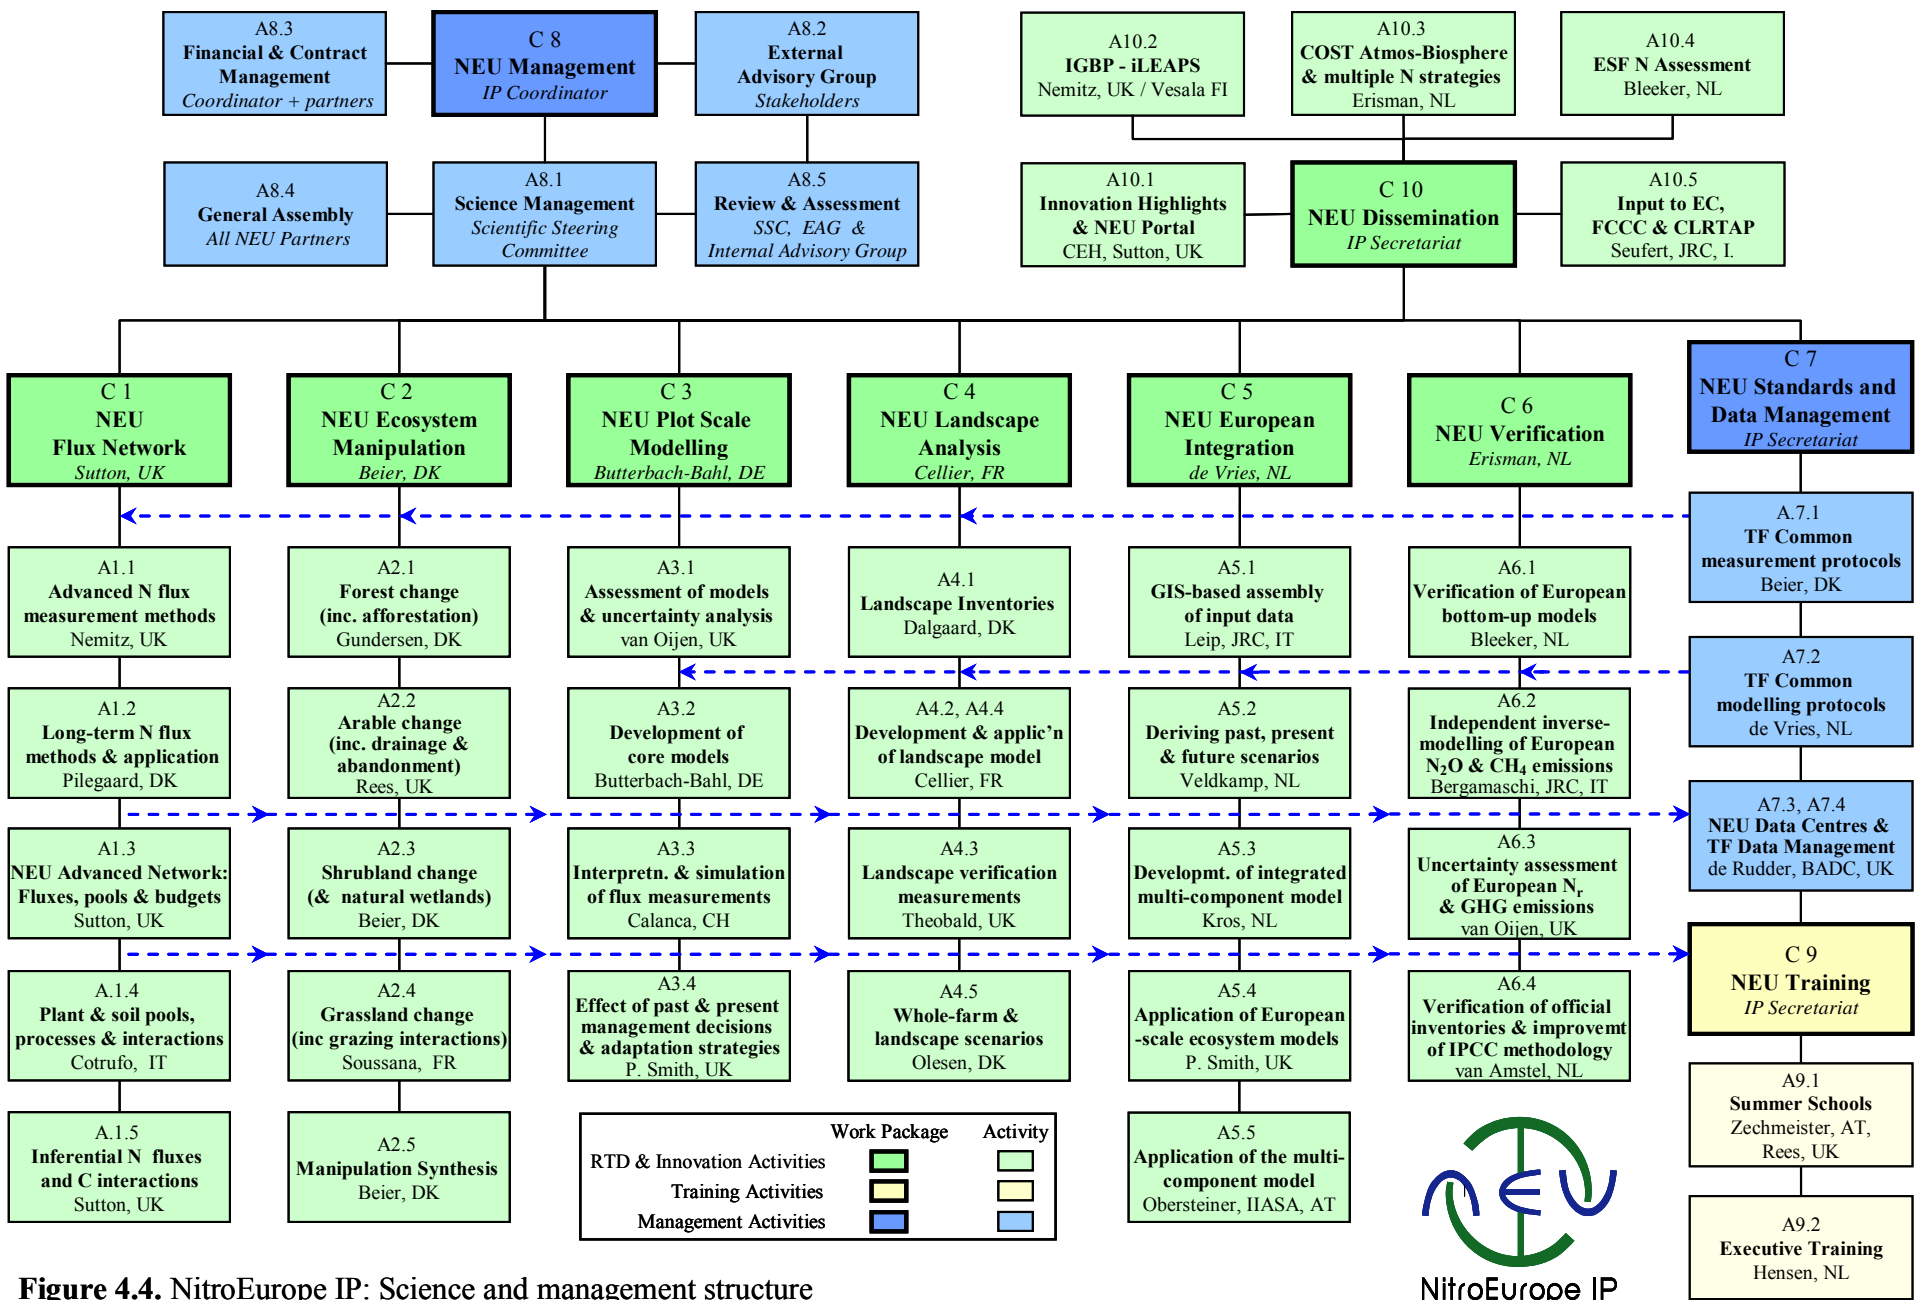 A8.3
Financial & Contract
Management
Coordinator + partners
C 8
NEU Management
IP Coordinator
A8.2
External
Advisory Group
Stakeholders
A10.2
IGBP - iLEAPS
Nemitz, UK / Vesala FI
A10.3
COST Atmos-Biosphere
& multiple N strategies
Erisman, NL
A10.4
ESF N Assessment
Bleeker, NL
A8.4
General Assembly
All NEU Partners
A8.1
Science Management
Scientific Steering
Committee
A8.5
Review & Assessment
SSC, EAG &
Internal Advisory Group
A10.1
Innovation Highlights
& NEU Portal
CEH, Sutton, UK
C 10
NEU Dissemination
IP Secretariat
A10.5
Input to EC,
FCCC & CLRTAP
Seufert, JRC, I.
C 1
NEU
Flux Network
Sutton, UK
C 2
NEU Ecosystem
Manipulation
Beier, DK
C 3
NEU Plot Scale
Modelling
Butterbach-Bahl, DE
C 4
NEU Landscape
Analysis
Cellier, FR
C 5
NEU European
Integration
de Vries, NL
C 6
NEU Verification
Erisman, NL
C 7
NEU Standards and
Data Management
IP Secretariat
A1.1
Advanced N flux
measurement methods
Nemitz, UK
A2.1
Forest change
(inc. afforestation)
Gundersen, DK
A3.1
Assessment of models
& uncertainty analysis
van Oijen, UK
A4.1
Landscape Inventories
Dalgaard, DK
A5.1
GIS-based assembly
of input data
Leip, JRC, IT
A6.1
Verification of European
bottom-up models
Bleeker, NL
A.7.1
TF Common
measurement protocols
Beier, DK
A1.2
Long-term N flux
methods & application
Pilegaard, DK
A2.2
Arable change
(inc. drainage &
abandonment)
Rees, UK
A3.2
Development of
core models
Butterbach-Bahl, DE
A4.2, A4.4
Development & applic'n
of landscape model
Cellier, FR
A5.2
Deriving past, present
& future scenarios
Veldkamp, NL
A6.2
Independent inverse-
modelling of European
N2O & CH4 emissions
Bergamaschi, JRC, IT
A7.2
TF Common
modelling protocols
de Vries, NL
A1.3
NEU Advanced Network:
Fluxes, pools & budgets
Sutton, UK
A2.3
Shrubland change
(& natural wetlands)
Beier, DK
A3.3
Interpretn. & simulation
of flux measurements
Calanca, CH
A4.3
Landscape verification
measurements
Theobald, UK
A5.3
Developmt. of integrated
multi-component model
Kros, NL
A6.3
Uncertainty assessment
of European Nr
& GHG emissions
van Oijen, UK
A7.3, A7.4
NEU Data Centres &
TF Data Management
de Rudder, BADC, UK
A.1.4
Plant & soil pools,
processes & interactions
Cotrufo, IT
A2.4
Grassland change
(inc grazing interactions)
Soussana, FR
A3.4
Effect of past & present
management decisions
& adaptation strategies
P. Smith, UK
A4.5
Whole-farm &
landscape scenarios
Olesen, DK
A5.4
Application of European
-scale ecosystem models
P. Smith, UK
A6.4
Verification of official
inventories & improvemt
of IPCC methodology
van Amstel, NL
C 9
NEU Training
IP Secretariat
A.1.5
Inferential N fluxes
and C interactions
Sutton, UK
A2.5
Manipulation Synthesis
Beier, DK
Work Package Activity
RTD & Innovation Activities
Training Activities
Management Activities
A5.5
Application of the multi-
component model
Obersteiner, IIASA, AT
A9.1
Summer Schools
Zechmeister, AT,
Rees, UK
A9.2
Executive Training
Hensen, NL
NEU
NitroEurope IP
Figure 4.4. NitroEurope IP: Science and management structure